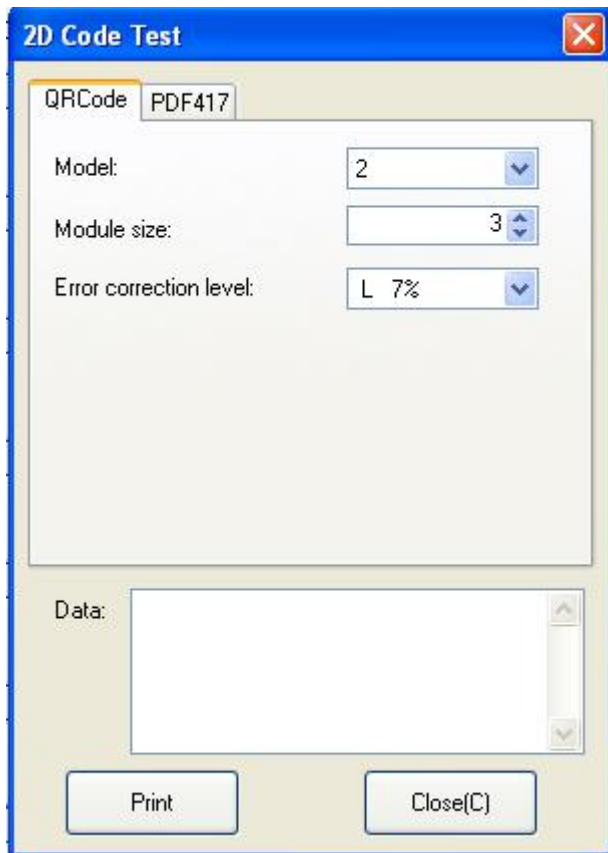 2D Code Test
QRCode PDF417
Model: 2
Module size: 3
Error correction level: L 7%
Data:
Print Close(C)